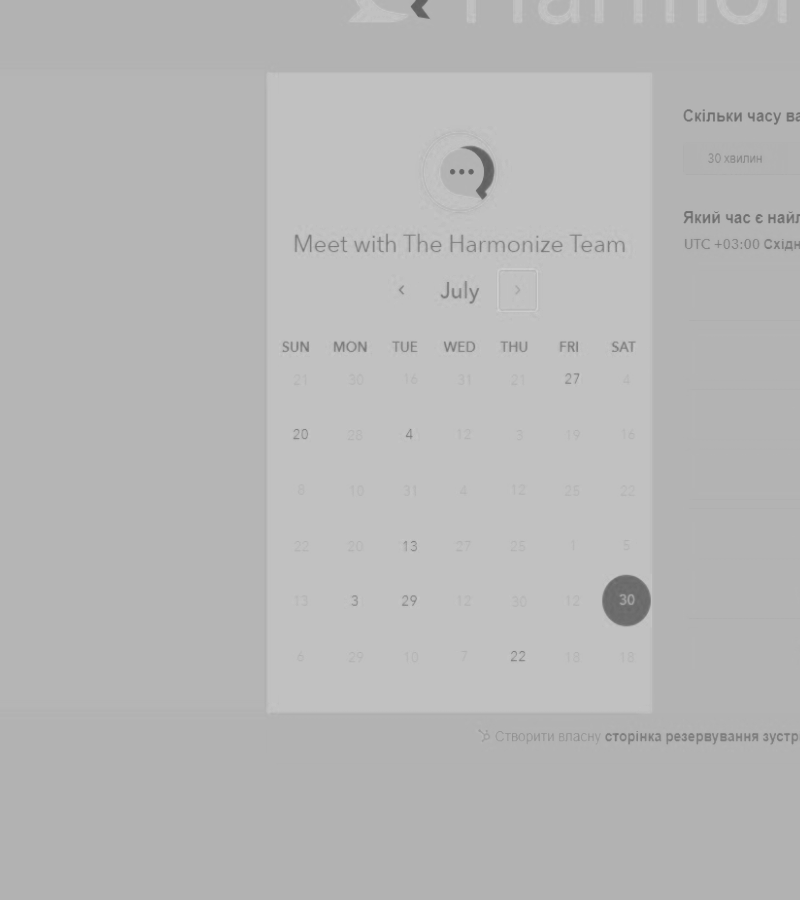 Harmon
Скільки часу ва
30 хвилин
Який час є найл
UTC +03:00 Східн
Meet with The Harmonize Team
July
SUN MON TUE WED THU FRI SAT
21 30 16 31 21 27 4
20 28 4 12 3 19 16
8 10 31 4 12 25 22
22 20 13 27 25 1 5
13 3 29 12 30 12 30
6 29 10 7 22 18 18
Створити власну сторінка резервування зустр